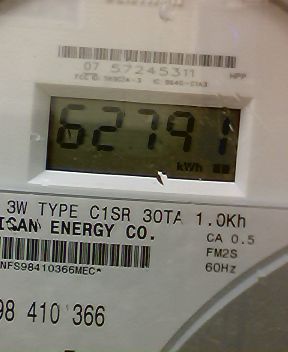 07 57245311
HPP
62791
kWh
3W TYPE C1SR 30TA 1.0Kh
ISAN ENERGY CO.
CA 0.5
FM2S
60Hz
NFS98410366MEC*
98 410 366